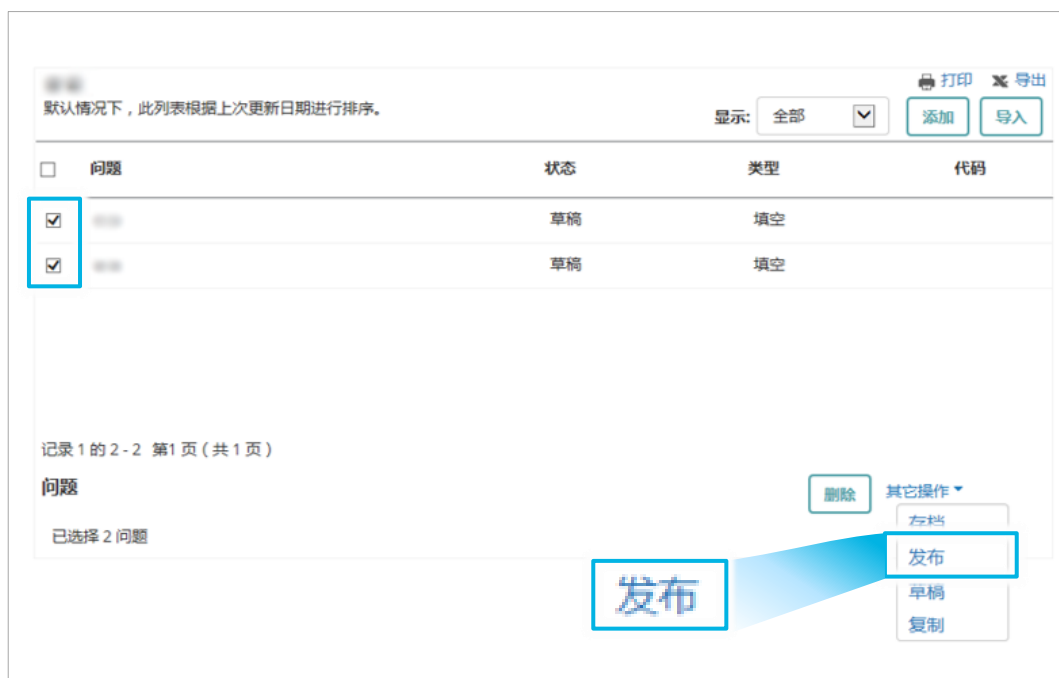 打印 导出
默认情况下，此列表根据上次更新日期进行排序。
显示: 全部 添加 导入
问题 状态 类型 代码
草稿 填空
草稿 填空
记录 1 的 2 - 2 第1 页 ( 共 1 页 )
问题
删除 其它操作
已选择 2 问题
存档
发布
发布
草稿
复制